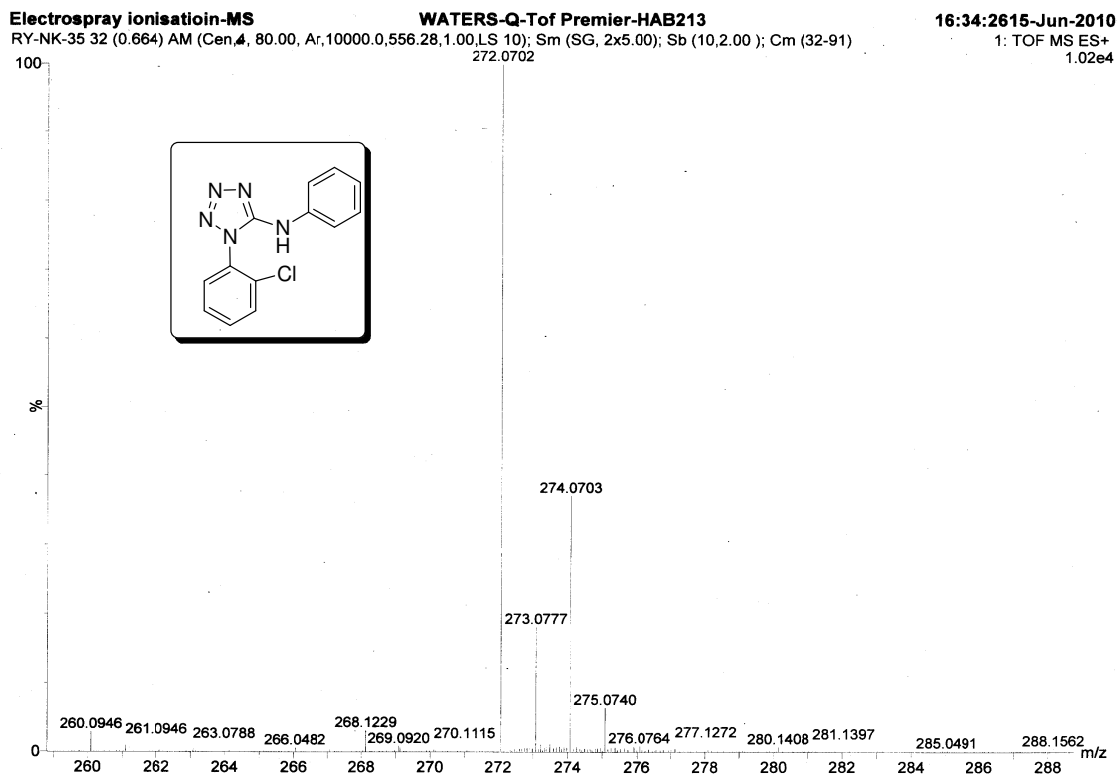 Electrospray ionisatioin-MS WATERS-Q-Tof Premier-HAB213 16:34:2615-Jun-2010
RY-NK-35 32 (0.664) AM (Cen,4, 80.00, Ar,10000.0,556.28,1.00,LS 10); Sm (SG, 2x5.00); Sb (10,2.00 ); Cm (32-91) 1: TOF MS ES+
1.02e4
272.0702
100
N N
N
N
N
H
Cl
%
274.0703
273.0777
275.0740
260.0946 261.0946 263.0788 266.0482 268.1229 269.0920 270.1115 276.0764 277.1272 280.1408 281.1397 285.0491 288.1562
0
m/z
260 262 264 266 268 270 272 274 276 278 280 282 284 286 288